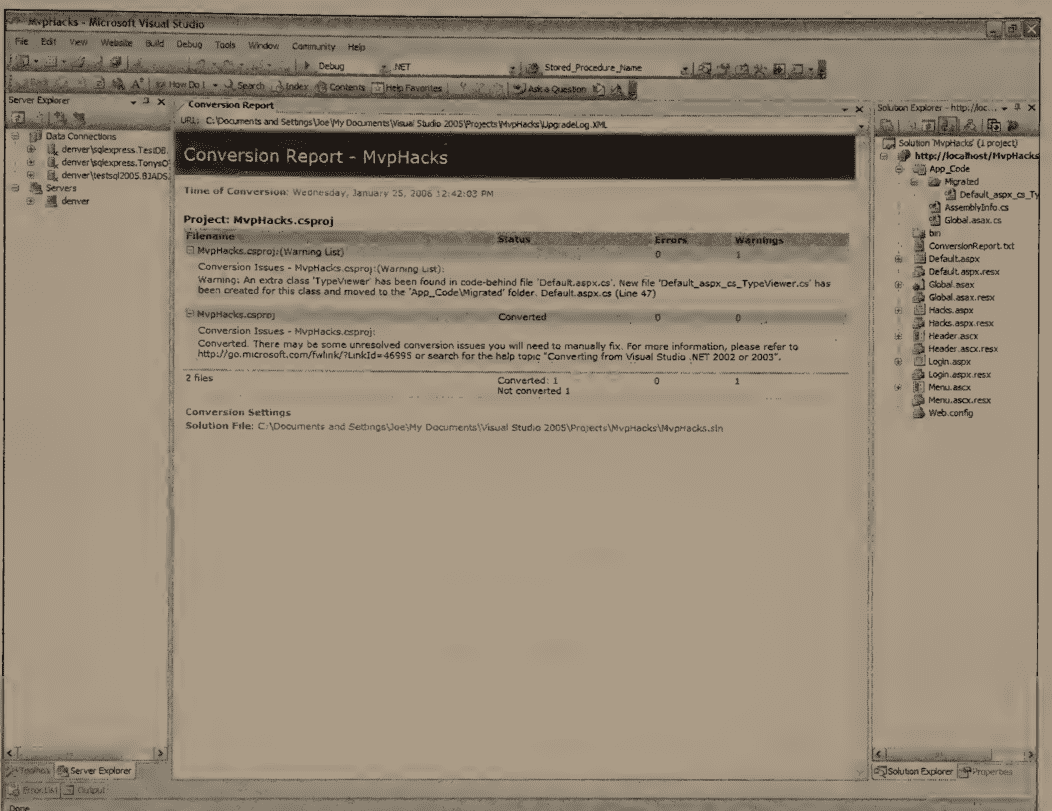 MvpHacks - Microsoft Visual Studio
File Edit View Website Build Debug Tools Window Community Help
Debug .NET Stored_Procedure_Name
How Do I Search Index Contents Help Favorites Ask a Question
Server Explorer
Data Connections
denver\sqlexpress.TestDB.
denver\sqlexpress.TonysO
denver\testsql2005.BJADS.
Servers
denver
Conversion Report
URL: C:\Documents and Settings\Joe\My Documents\Visual Studio 2005\Projects\MvpHacks\UpgradeLog.XML
Conversion Report - MvpHacks
Time of Conversion: Wednesday, January 25, 2006 12:42:03 PM
Project: MvpHacks.csproj
Filename Status Errors Warnings
MvpHacks.csproj:(Warning List) 0 1
Conversion Issues - MvpHacks.csproj:(Warning List):
Warning: An extra class 'TypeViewer' has been found in code-behind file 'Default.aspx.cs'. New file 'Default_aspx_cs_TypeViewer.cs' has
been created for this class and moved to the 'App_Code\Migrated' folder. Default.aspx.cs (Line 47)
MvpHacks.csproj Converted 0 0
Conversion Issues - MvpHacks.csproj:
Converted. There may be some unresolved conversion issues you will need to manually fix. For more information, please refer to
http://go.microsoft.com/fwlink/?LinkId=46995 or search for the help topic "Converting from Visual Studio .NET 2002 or 2003".
2 files Converted: 1 0 1
Not converted 1
Conversion Settings
Solution File: C:\Documents and Settings\Joe\My Documents\Visual Studio 2005\Projects\MvpHacks\MvpHacks.sln
Solution Explorer - http://loc...
Solution 'MvpHacks' (1 project)
http://localhost/MvpHacks
App_Code
Migrated
Default_aspx_cs_Ty
AssemblyInfo.cs
Global.asax.cs
bin
ConversionReport.txt
Default.aspx
Default.aspx.resx
Global.asax
Global.asax.resx
Hacks.aspx
Hacks.aspx.resx
Header.ascx
Header.ascx.resx
Login.aspx
Login.aspx.resx
Menu.ascx
Menu.ascx.resx
Web.config
Toolbox Server Explorer
Solution Explorer Properties
Error List Output
Done